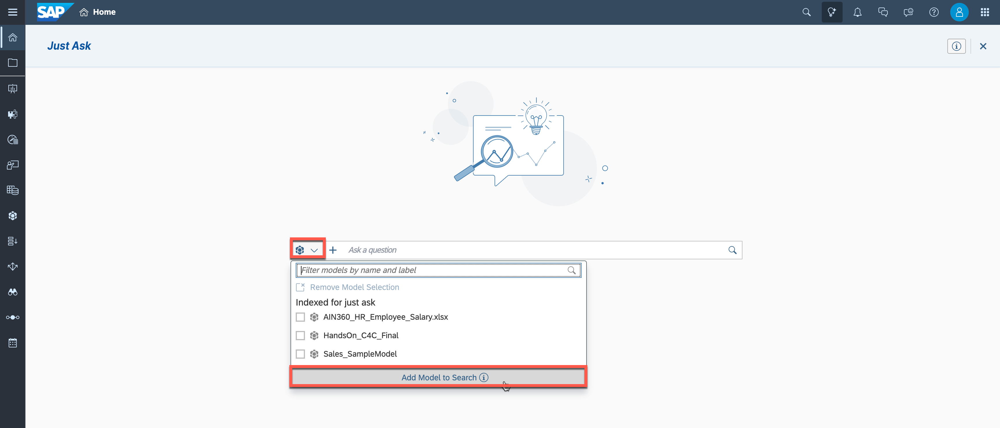 SAP Home
Just Ask
Ask a question
Filter models by name and label
Remove Model Selection
Indexed for just ask
AIN360_HR_Employee_Salary.xlsx
HandsOn_C4C_Final
Sales_SampleModel
Add Model to Search